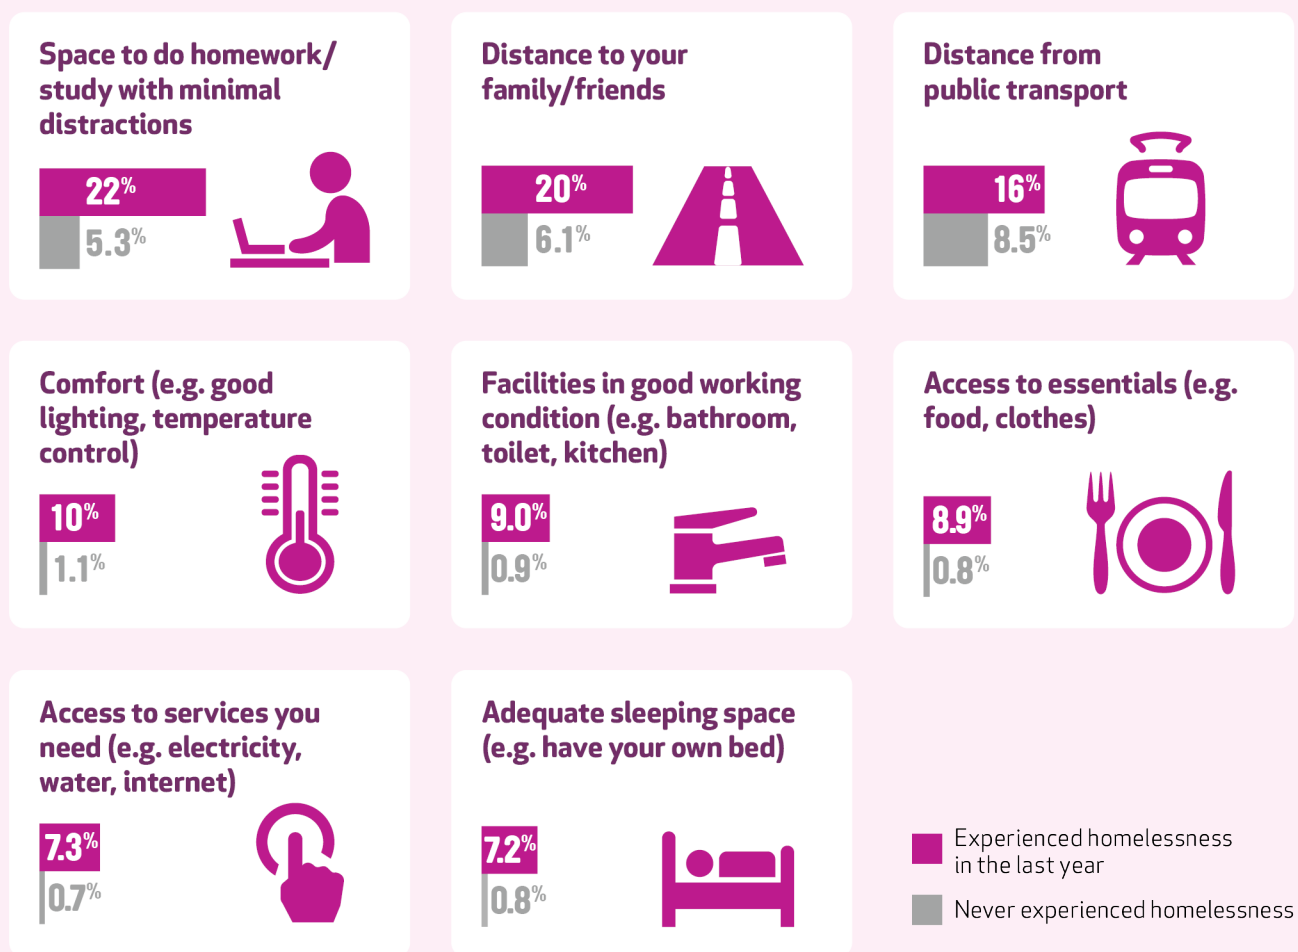 Space to do homework/
study with minimal
distractions
22%
5.3%
Distance to your
family/friends
20%
6.1%
Distance from
public transport
16%
8.5%
Comfort (e.g. good
lighting, temperature
control)
10%
1.1%
Facilities in good working
condition (e.g. bathroom,
toilet, kitchen)
9.0%
0.9%
Access to essentials (e.g.
food, clothes)
8.9%
0.8%
Access to services you
need (e.g. electricity,
water, internet)
7.3%
0.7%
Adequate sleeping space
(e.g. have your own bed)
7.2%
0.8%
Experienced homelessness
in the last year
Never experienced homelessness